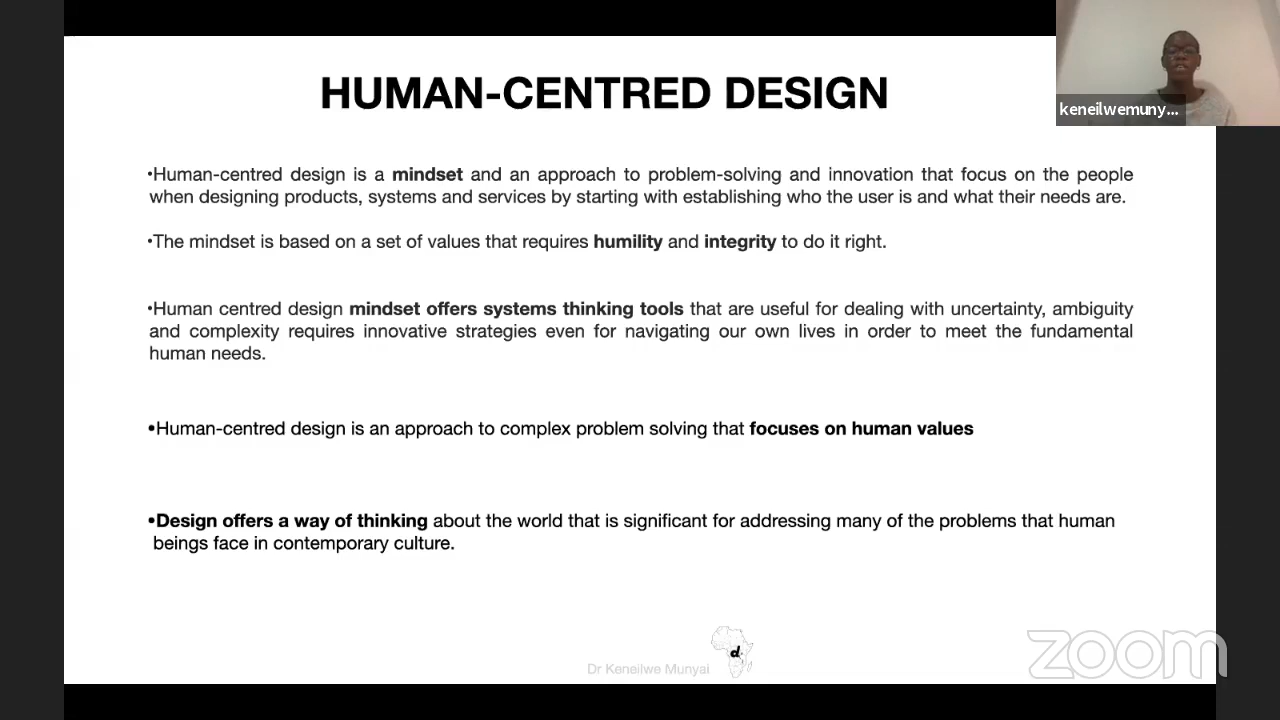 HUMAN-CENTRED DESIGN
keneilwemuny...
•Human-centred design is a mindset and an approach to problem-solving and innovation that focus on the people
when designing products, systems and services by starting with establishing who the user is and what their needs are.
•The mindset is based on a set of values that requires humility and integrity to do it right.
•Human centred design mindset offers systems thinking tools that are useful for dealing with uncertainty, ambiguity
and complexity requires innovative strategies even for navigating our own lives in order to meet the fundamental
human needs.
•Human-centred design is an approach to complex problem solving that focuses on human values
•Design offers a way of thinking about the world that is significant for addressing many of the problems that human
beings face in contemporary culture.
Dr Keneilwe Munyai
d.
zoom